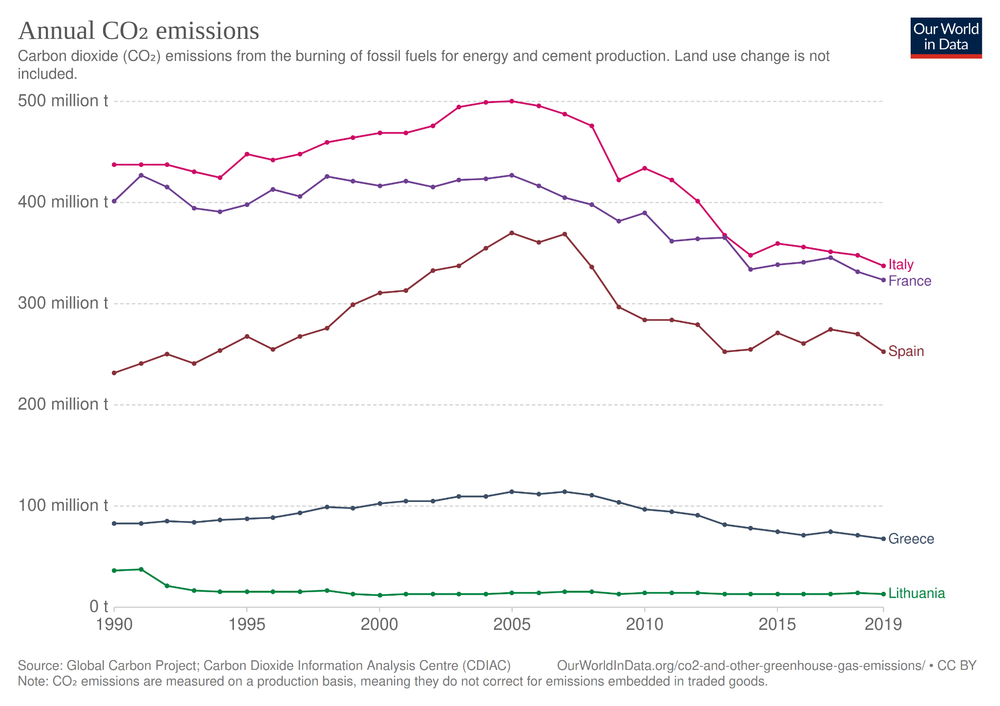 Annual CO₂ emissions
Our World
in Data
Carbon dioxide (CO₂) emissions from the burning of fossil fuels for energy and cement production. Land use change is not
included.
500 million t
400 million t
300 million t
200 million t
100 million t
0 t
Italy
France
Spain
Greece
Lithuania
1990 1995 2000 2005 2010 2015 2019
Source: Global Carbon Project; Carbon Dioxide Information Analysis Centre (CDIAC) OurWorldInData.org/co2-and-other-greenhouse-gas-emissions/ • CC BY
Note: CO₂ emissions are measured on a production basis, meaning they do not correct for emissions embedded in traded goods.